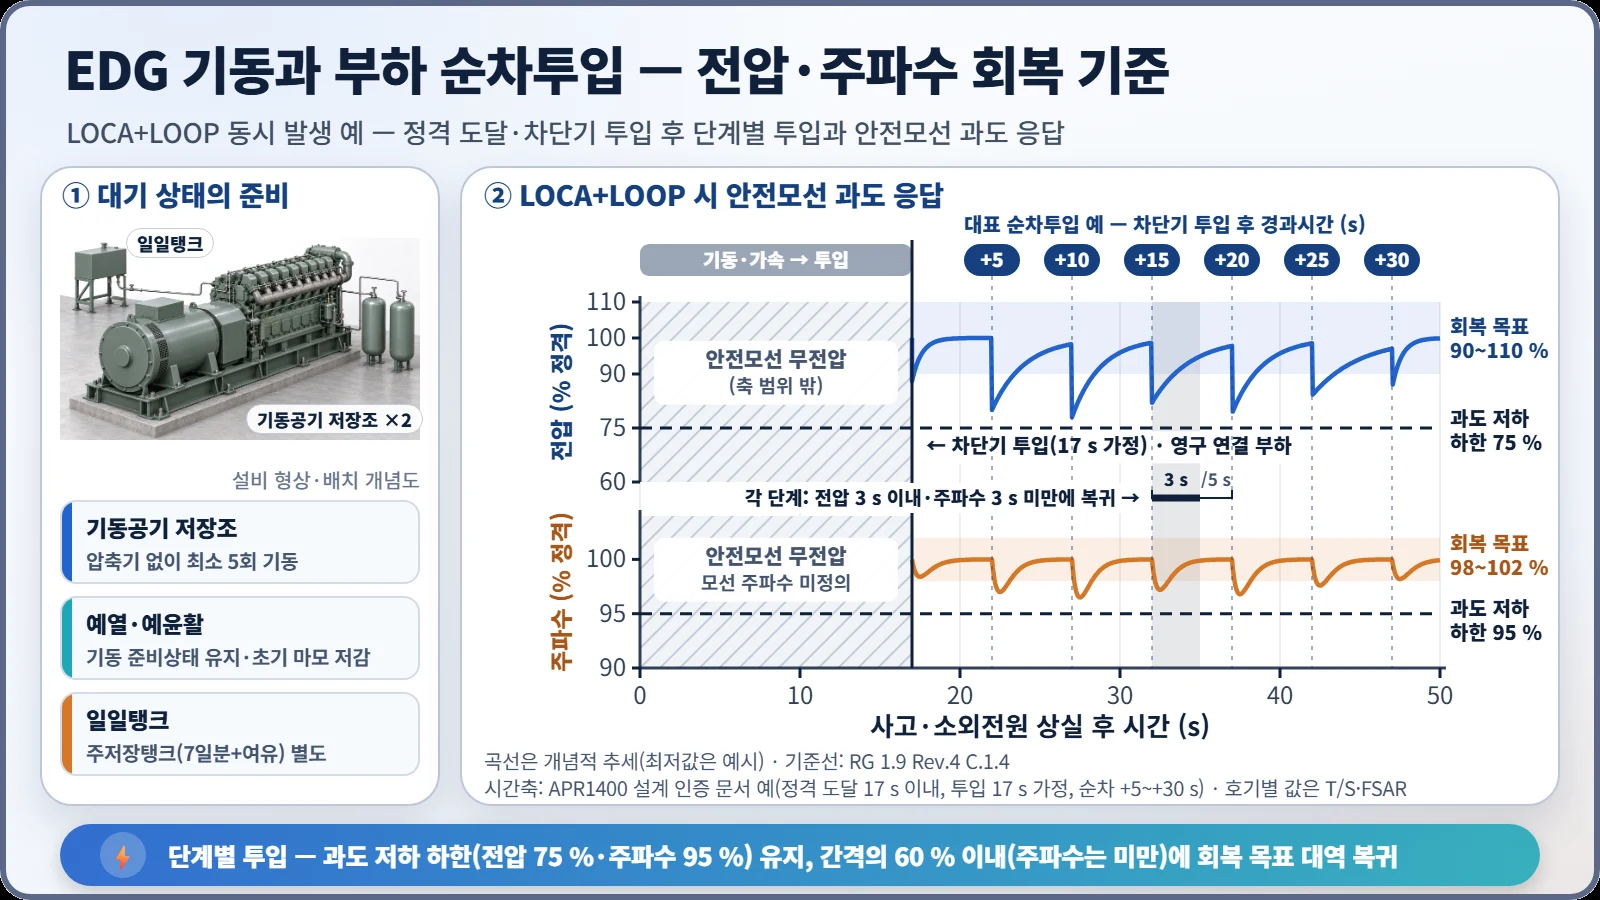 EDG 기동과 부하 순차투입 — 전압·주파수 회복 기준
LOCA+LOOP 동시 발생 예 — 정격 도달·차단기 투입 후 단계별 투입과 안전모선 과도 응답
① 대기 상태의 준비
일일탱크
기동공기 저장조 ×2
설비 형상·배치 개념도
기동공기 저장조
압축기 없이 최소 5회 기동
예열·예윤활
기동 준비상태 유지·초기 마모 저감
일일탱크
주저장탱크(7일분+여유) 별도
② LOCA+LOOP 시 안전모선 과도 응답
대표 순차투입 예 — 차단기 투입 후 경과시간 (s)
기동·가속 → 투입
+5
+10
+15
+20
+25
+30
전압 (% 정격)
110
100
90
75
60
안전모선 무전압
(축 범위 밖)
회복 목표
90~110 %
과도 저하
하한 75 %
← 차단기 투입(17 s 가정) · 영구 연결 부하
각 단계: 전압 3 s 이내·주파수 3 s 미만에 복귀 →
3 s /5 s
주파수 (% 정격)
100
95
90
안전모선 무전압
모선 주파수 미정의
회복 목표
98~102 %
과도 저하
하한 95 %
0
10
20
30
40
50
사고·소외전원 상실 후 시간 (s)
곡선은 개념적 추세(최저값은 예시) · 기준선: RG 1.9 Rev.4 C.1.4
시간축: APR1400 설계 인증 문서 예(정격 도달 17 s 이내, 투입 17 s 가정, 순차 +5~+30 s) · 호기별 값은 T/S·FSAR
단계별 투입 — 과도 저하 하한(전압 75 %·주파수 95 %) 유지, 간격의 60 % 이내(주파수는 미만)에 회복 목표 대역 복귀